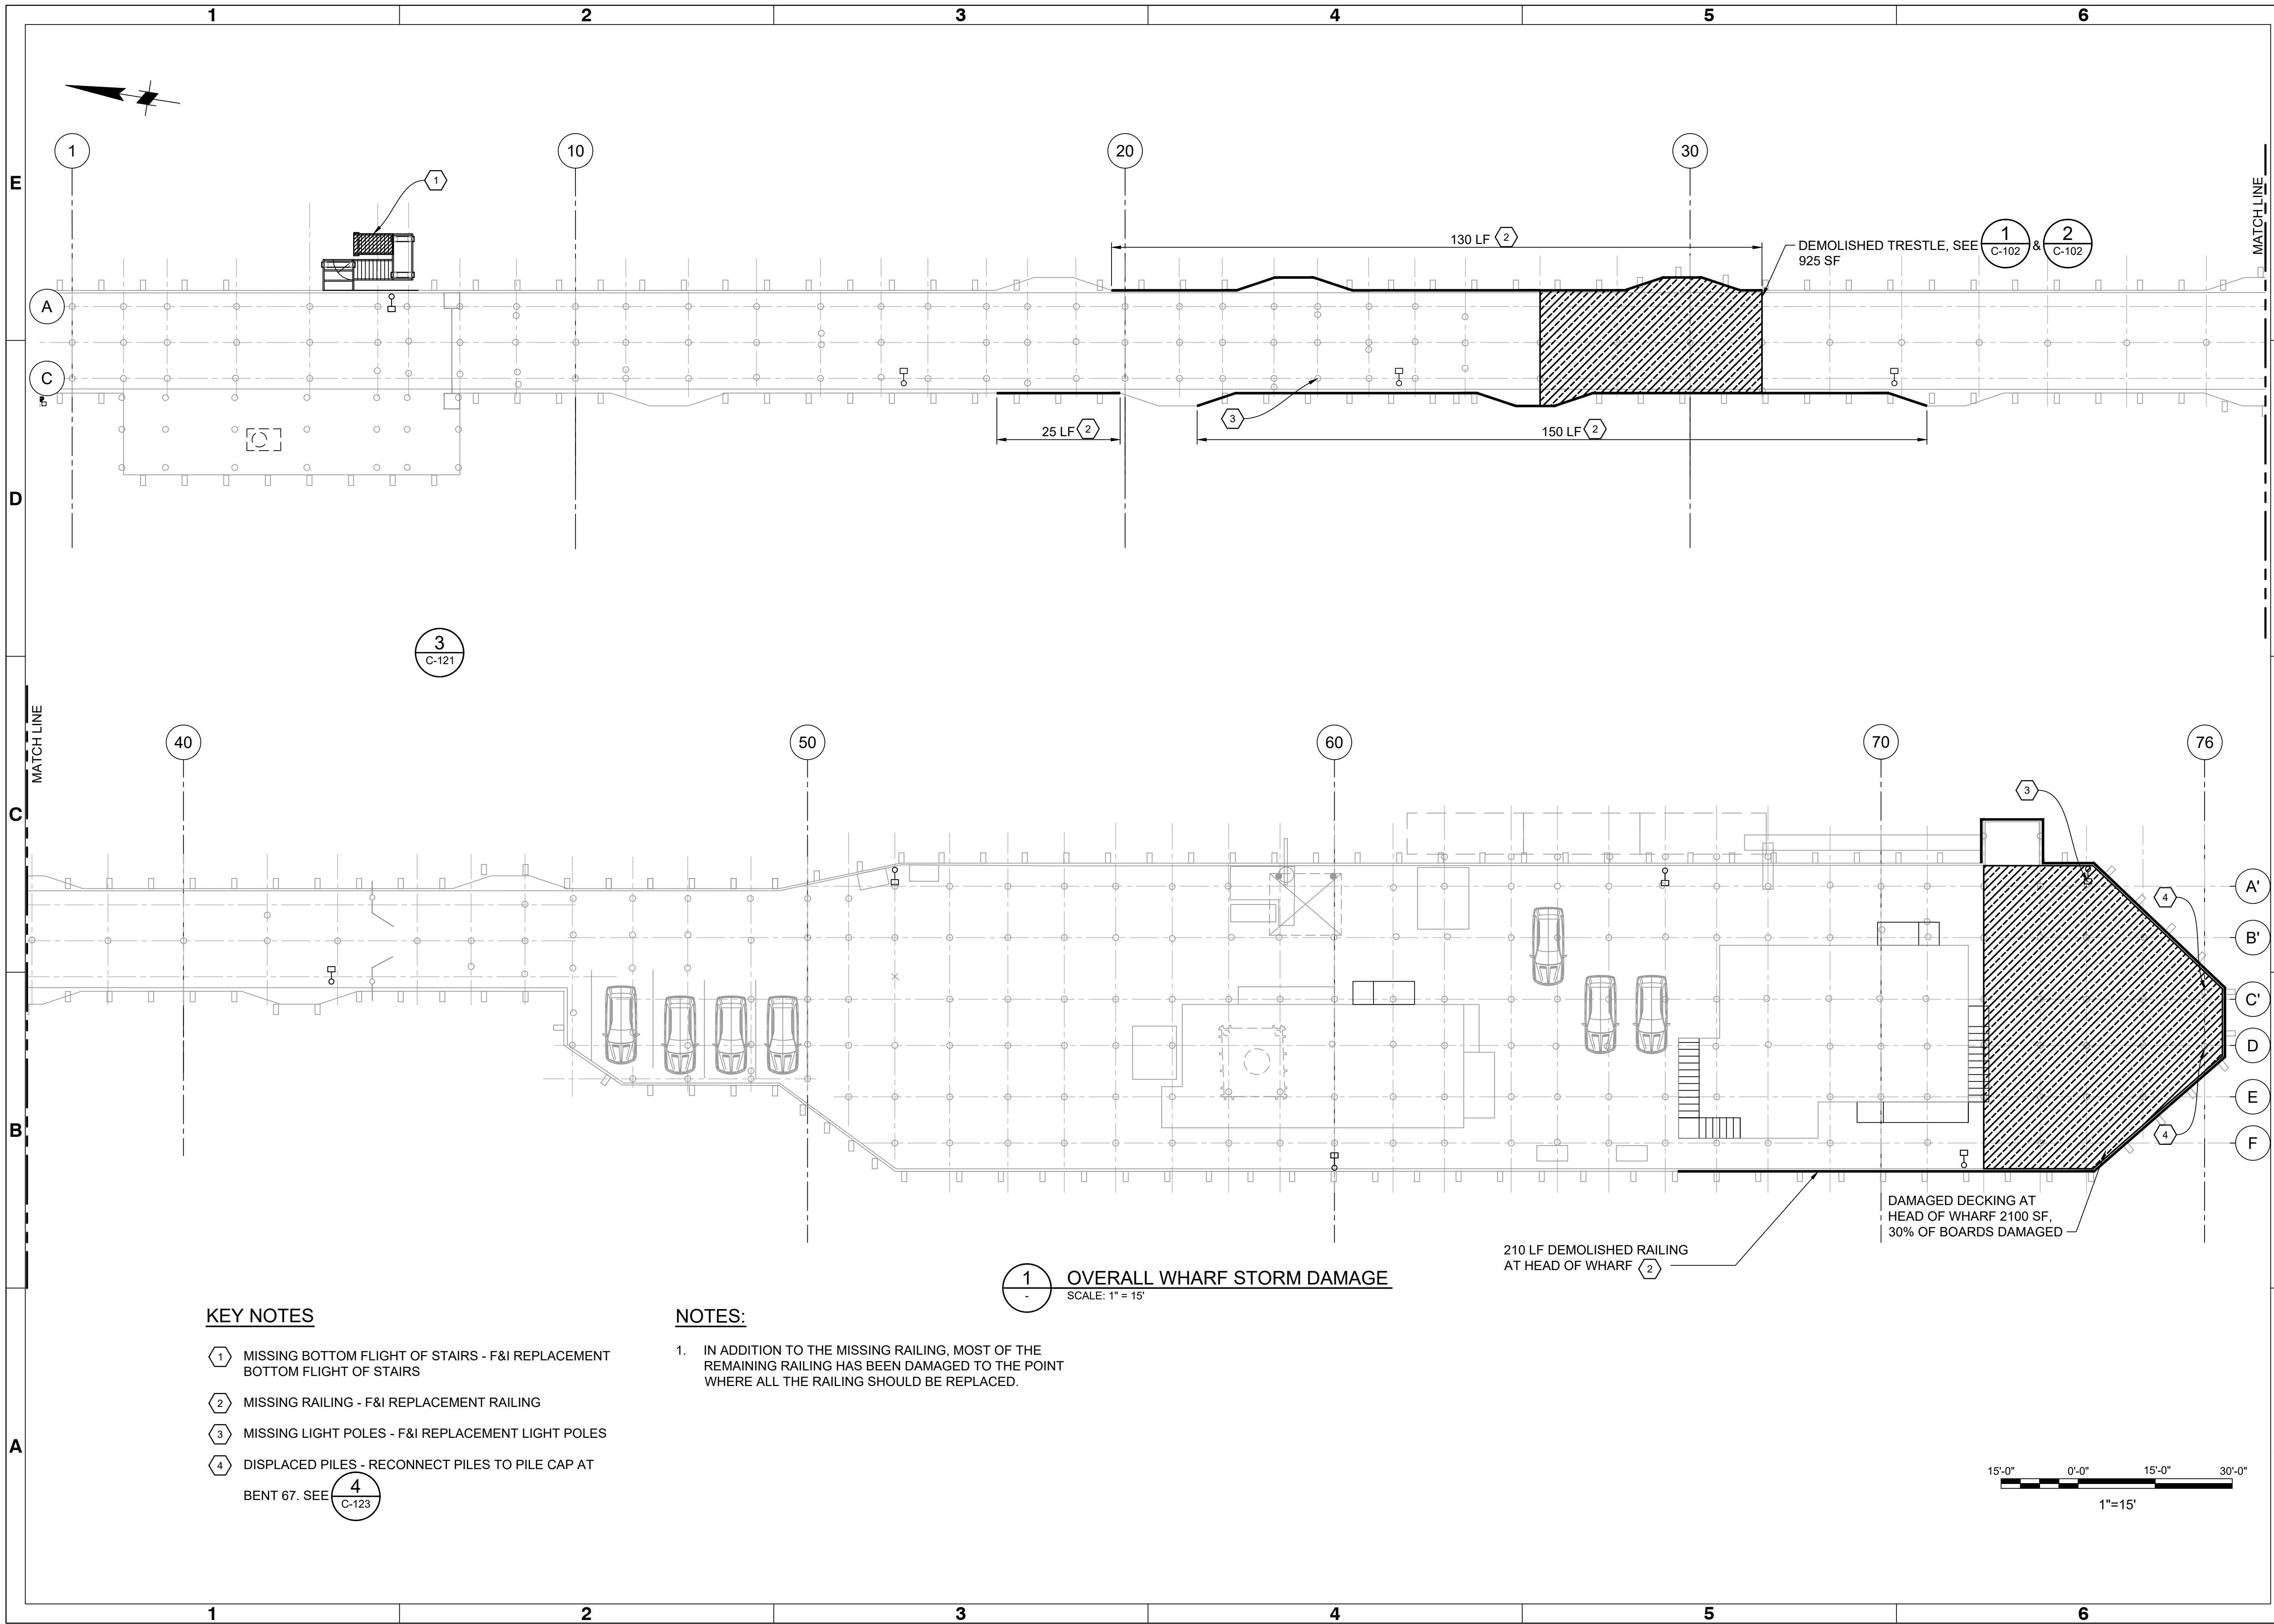 1 2 3 4 5 6
E
D
C
B
A
1
10
20
30
MATCH LINE
1
130 LF 2
DEMOLISHED TRESTLE, SEE 1 C-102 & 2 C-102
925 SF
A
C
3
25 LF 2
150 LF 2
3
C-121
MATCH LINE
40
50
60
70
76
3
4
A'
B'
C'
D
E
F
4
DAMAGED DECKING AT
HEAD OF WHARF 2100 SF,
30% OF BOARDS DAMAGED
210 LF DEMOLISHED RAILING
AT HEAD OF WHARF 2
1
-
OVERALL WHARF STORM DAMAGE
SCALE: 1" = 15'
KEY NOTES
1 MISSING BOTTOM FLIGHT OF STAIRS - F&I REPLACEMENT
BOTTOM FLIGHT OF STAIRS
2 MISSING RAILING - F&I REPLACEMENT RAILING
3 MISSING LIGHT POLES - F&I REPLACEMENT LIGHT POLES
4 DISPLACED PILES - RECONNECT PILES TO PILE CAP AT
BENT 67. SEE 4 C-123
NOTES:
1. IN ADDITION TO THE MISSING RAILING, MOST OF THE
REMAINING RAILING HAS BEEN DAMAGED TO THE POINT
WHERE ALL THE RAILING SHOULD BE REPLACED.
15'-0" 0'-0" 15'-0" 30'-0"
1"=15'
1 2 3 4 5 6